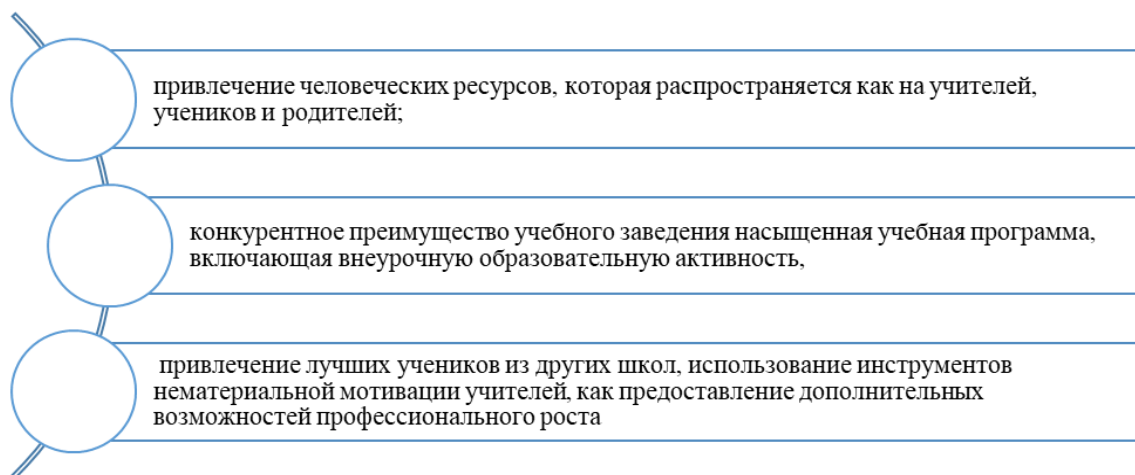 привлечение человеческих ресурсов, которая распространяется как на учителей,
учеников и родителей;
конкурентное преимущество учебного заведения насыщенная учебная программа,
включающая внеурочную образовательную активность,
привлечение лучших учеников из других школ, использование инструментов
нематериальной мотивации учителей, как предоставление дополнительных
возможностей профессионального роста